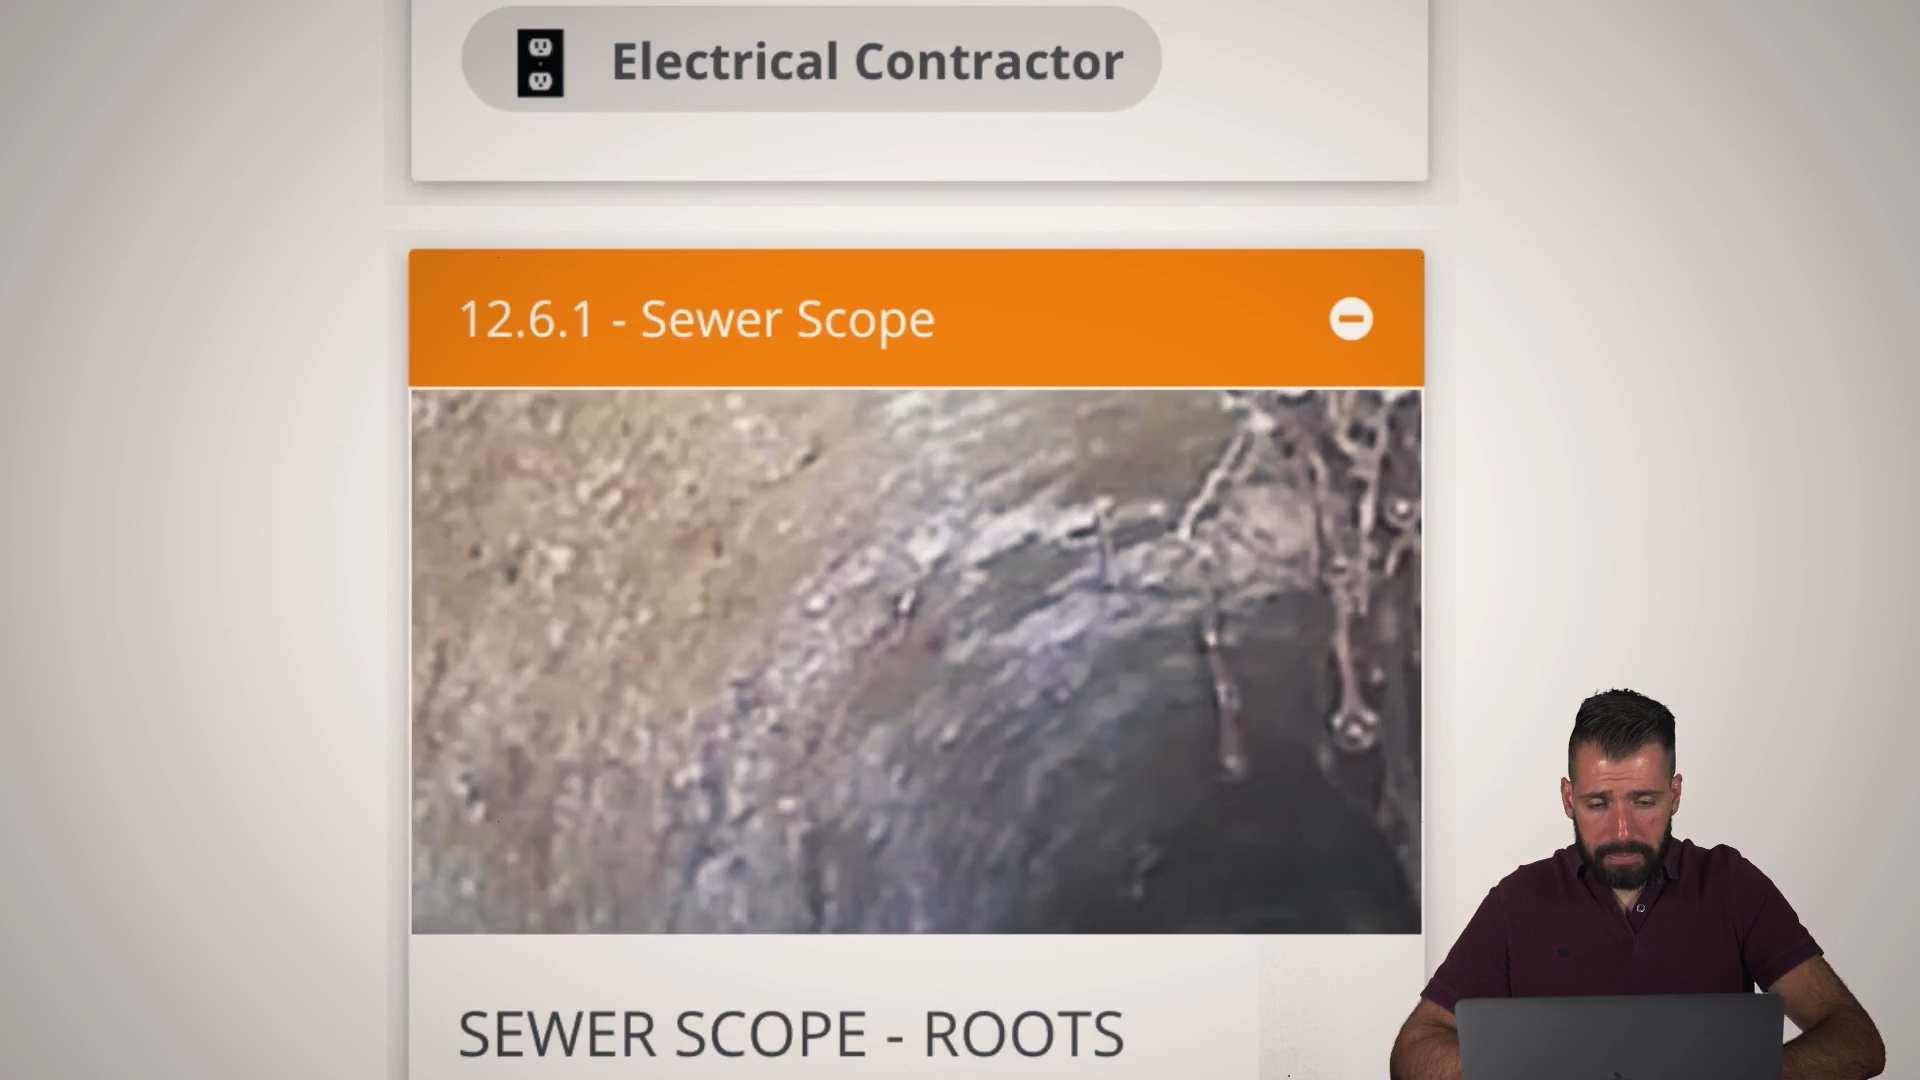 Electrical Contractor
12.6.1 - Sewer Scope
SEWER SCOPE - ROOTS